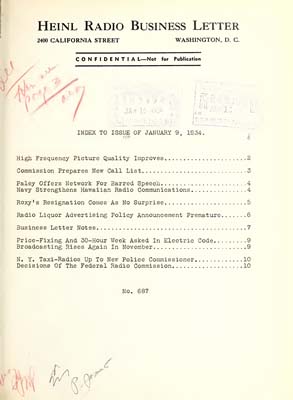 HEINL RADIO BUSINESS LETTER
2400 CALIFORNIA STREET WASHINGTON, D. C.
CONFIDENTIAL—Not for Publication
INDEX TO ISSUE OF JANUARY 9, 1934.
High Frequency Picture Quality Improves....................2
Commission Prepares New Call List..........................3
Paley Offers Network For Barred Speech.....................4
Navy Strengthens Hawaiian Radio Communications.............4
Roxy's Resignation Comes As No Surprise....................5
Radio Liquor Advertising Policy Announcement Premature......6
Business Letter Notes......................................7
Price-Fixing And 30-Hour Week Asked In Electric Code........9
Broadcasting Rises Again In November.......................9
N. Y. Taxi-Radios Up To New Police Commissioner............10
Decisions Of The Federal Radio Commission..................10
No. 687